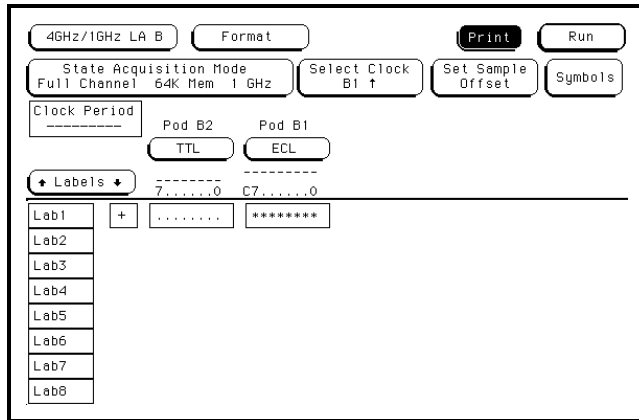 4GHz/1GHz LA B Format Print Run
State Acquisition Mode Select Clock Set Sample Symbols
Full Channel 64K Mem 1 GHz B1 ↑ Offset
Clock Period
---------
Pod B2 Pod B1
TTL ECL
-------- ---------
↑ Labels ↓ 7......0 C7......0
Lab1 + ........ ********
Lab2
Lab3
Lab4
Lab5
Lab6
Lab7
Lab8